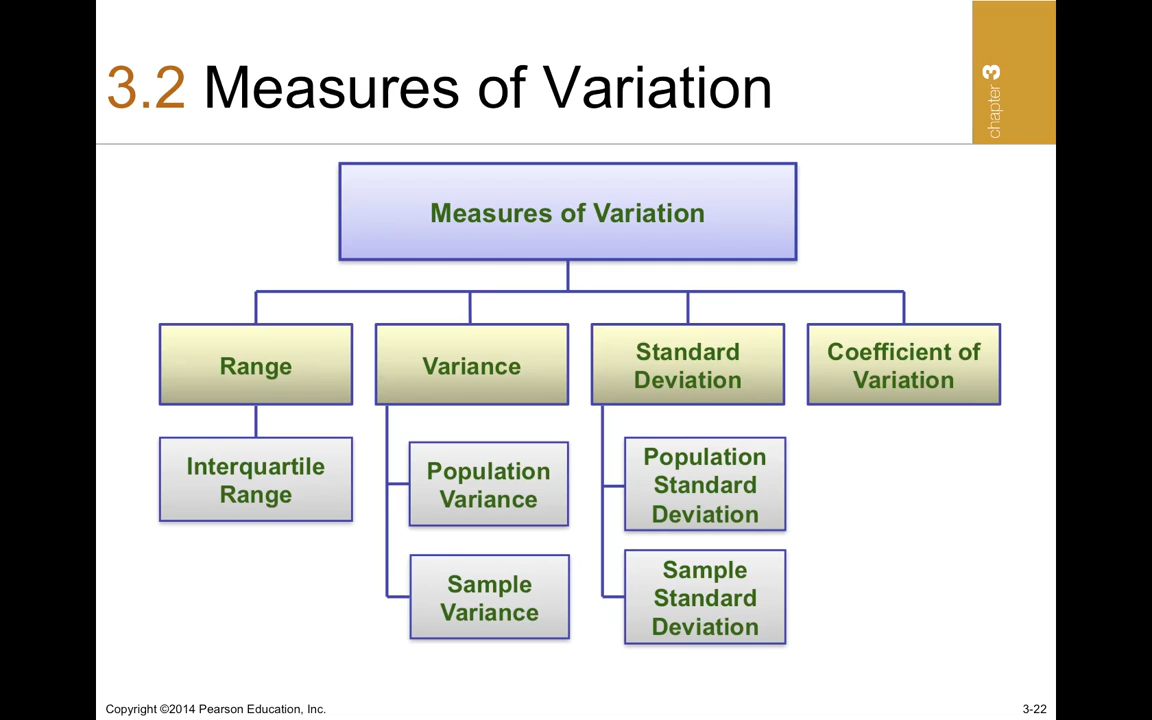 3.2 Measures of Variation
chapter 3
Measures of Variation
Range
Variance
Standard
Deviation
Coefficient of
Variation
Interquartile
Range
Population
Variance
Population
Standard
Deviation
Sample
Variance
Sample
Standard
Deviation
Copyright ©2014 Pearson Education, Inc.
3-22